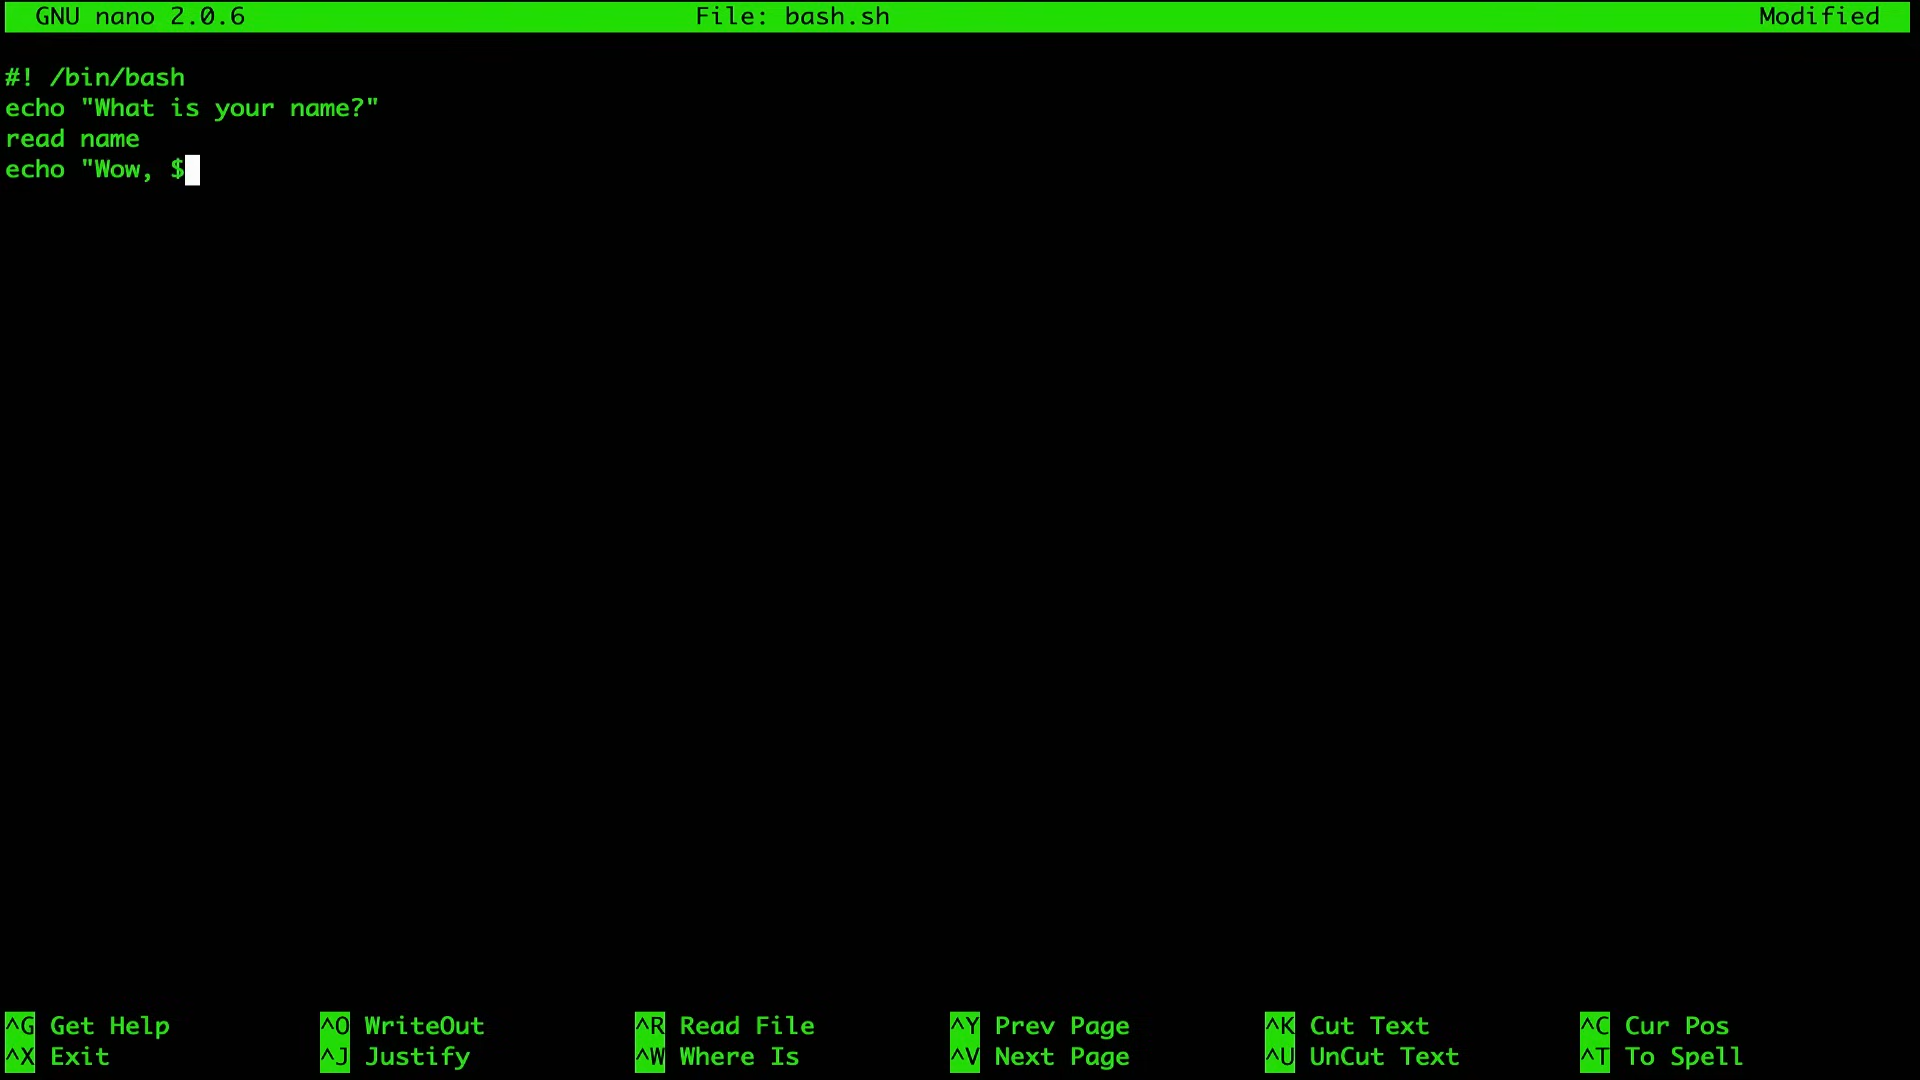 GNU nano 2.0.6 File: bash.sh Modified
#! /bin/bash
echo "What is your name?"
read name
echo "Wow, $
^G Get Help ^O WriteOut ^R Read File ^Y Prev Page ^K Cut Text ^C Cur Pos
^X Exit ^J Justify ^W Where Is ^V Next Page ^U UnCut Text ^T To Spell